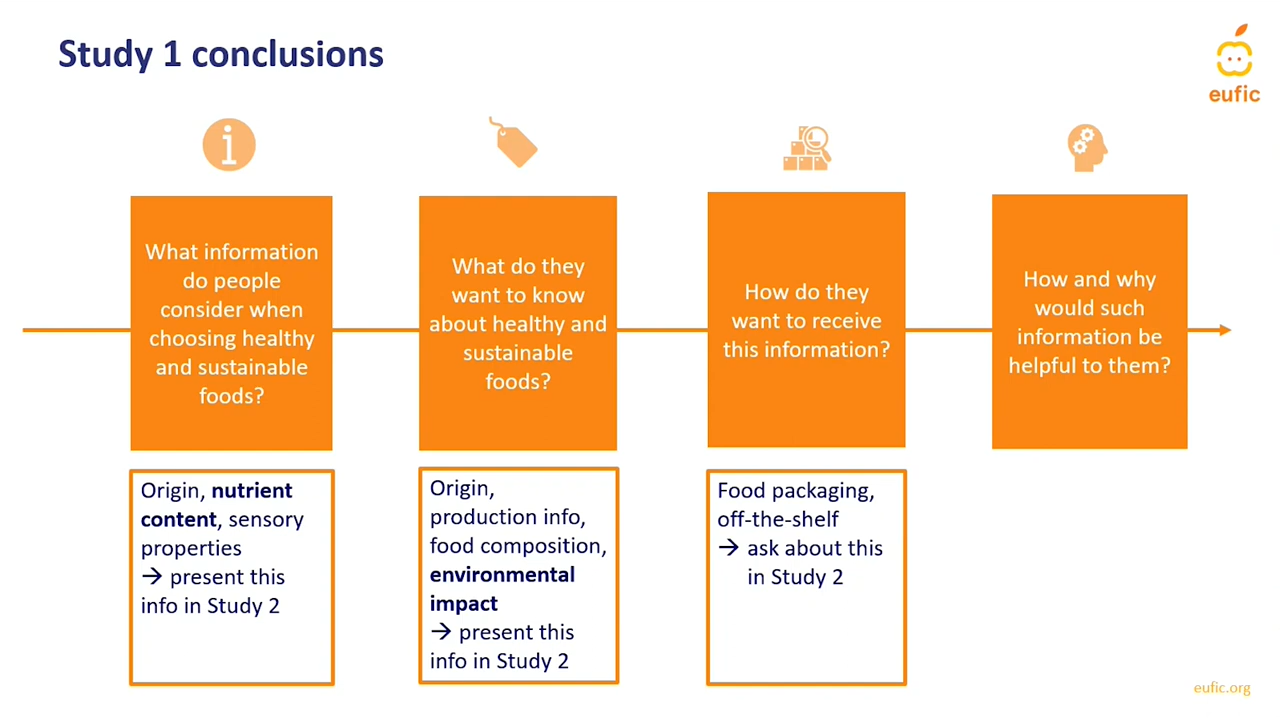 Study 1 conclusions
eufic
What information
do people
consider when
choosing healthy
and sustainable
foods?
What do they
want to know
about healthy and
sustainable
foods?
How do they
want to receive
this information?
How and why
would such
information be
helpful to them?
Origin, nutrient
content, sensory
properties
→ present this
info in Study 2
Origin,
production info,
food composition,
environmental
impact
→ present this
info in Study 2
Food packaging,
off-the-shelf
→ ask about this
in Study 2
eufic.org